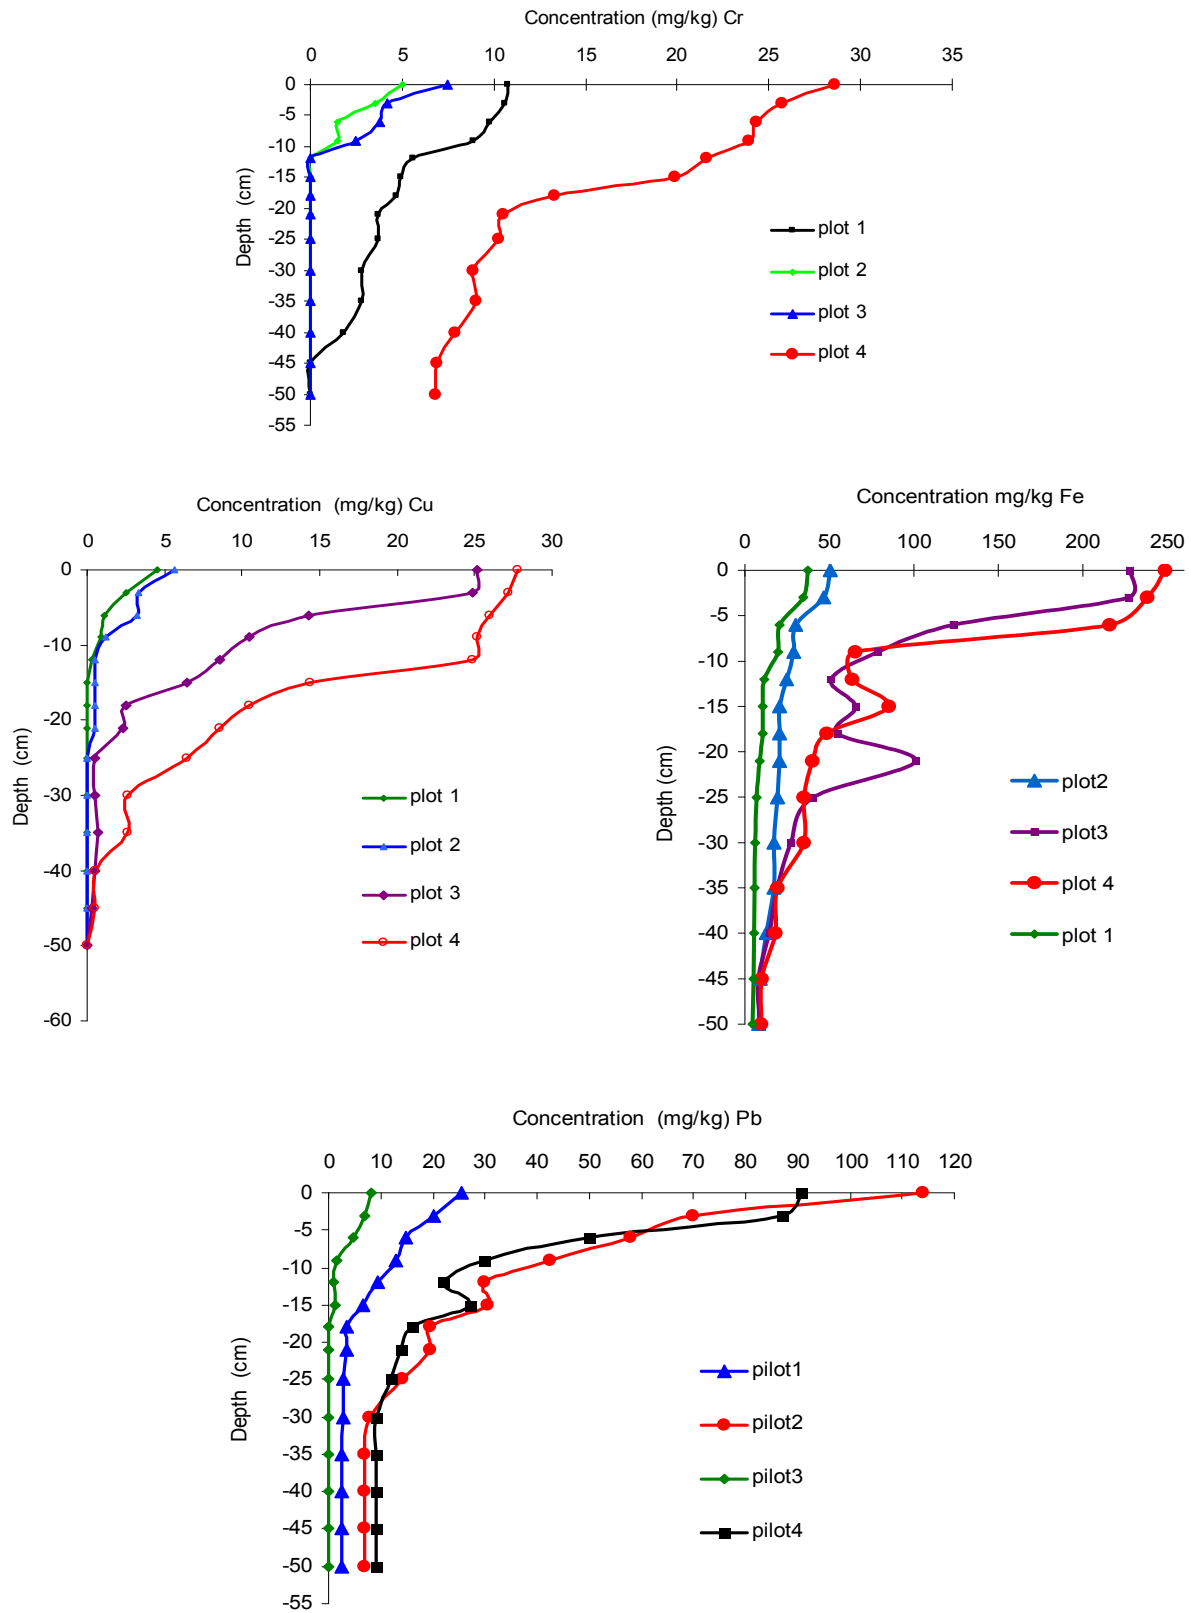 Concentration (mg/kg) Cr
0 5 10 15 20 25 30 35
0
-5
-10
-15
-20
-25
-30
-35
-40
-45
-50
-55
Depth (cm)
plot 1
plot 2
plot 3
plot 4
Concentration (mg/kg) Cu
0 5 10 15 20 25 30
0
-10
-20
-30
-40
-50
-60
Depth (cm)
plot 1
plot 2
plot 3
plot 4
Concentration mg/kg Fe
0 50 100 150 200 250
0
-5
-10
-15
-20
-25
-30
-35
-40
-45
-50
Depth (cm)
plot2
plot3
plot 4
plot 1
Concentration (mg/kg) Pb
0 10 20 30 40 50 60 70 80 90 100 110 120
0
-5
-10
-15
-20
-25
-30
-35
-40
-45
-50
-55
Depth (cm)
pilot1
pilot2
pilot3
pilot4